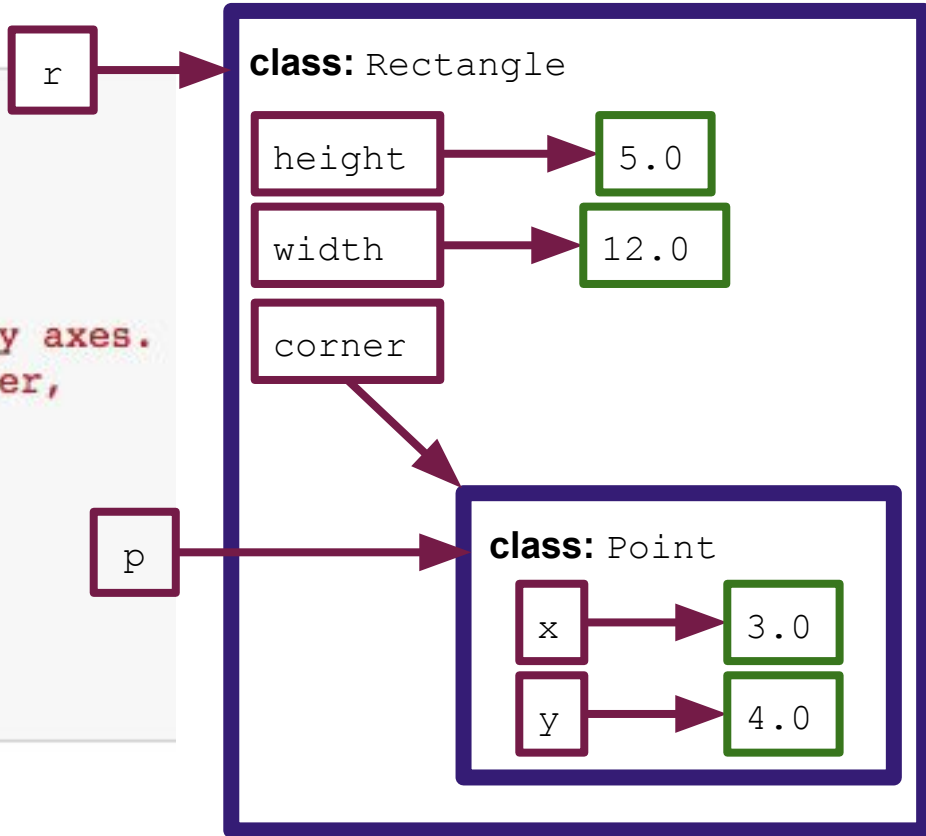 r
class: Rectangle
height
5.0
width
12.0
y axes.
corner
er,
p
class: Point
x
3.0
y
4.0